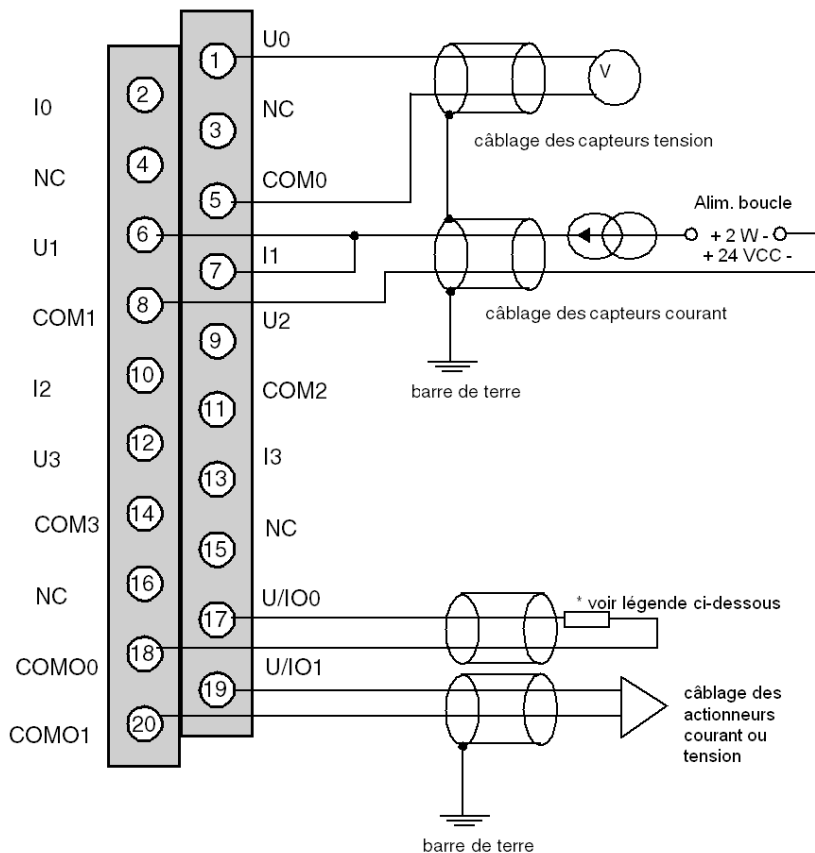 U0
1
V
2
I0
NC
3
câblage des capteurs tension
4
NC
COM0
5
Alim. boucle
6
U1
I1
+ 2 W -
+ 24 VCC -
7
8
COM1
U2
câblage des capteurs courant
9
10
I2
COM2
barre de terre
11
12
U3
I3
13
14
COM3
NC
15
16
NC
U/IO0
* voir légende ci-dessous
17
18
COMO0
U/IO1
19
câblage des
actionneurs
courant ou
tension
20
COMO1
barre de terre